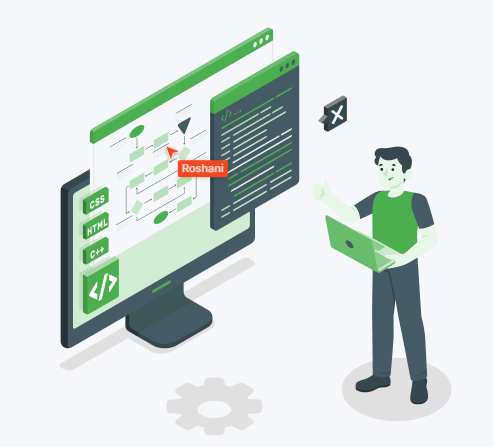 </> ...
Roshani
CSS
HTML
C++
</>